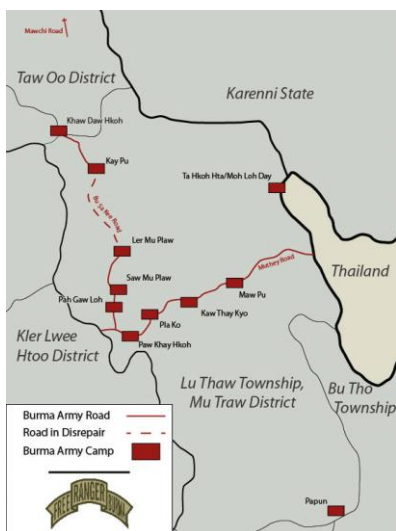 Mawchi Road
Taw Oo District
Karenni State
Khaw Daw Hkoh
Kay Pu
Ta Hkoh Hta/Moh Loh Day
Bu Sa Kee Road
Ler Mu Plaw
Muthey Road
Thailand
Saw Mu Plaw
Maw Pu
Pah Gaw Loh
Kaw Thay Kyo
Pla Ko
Kler Lwee
Htoo District
Paw Khay Hkoh
Lu Thaw Township,
Mu Traw District
Bu Tho
Township
Burma Army Road
Road in Disrepair
Burma Army Camp
FREE RANGER BURMA
Papun